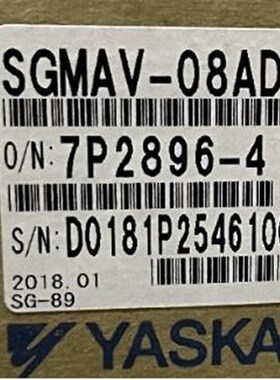 SGMAV-08AD
O/N: 7P2896-4
S/N: D0181P254610
2018.01
SG-89
YASKA